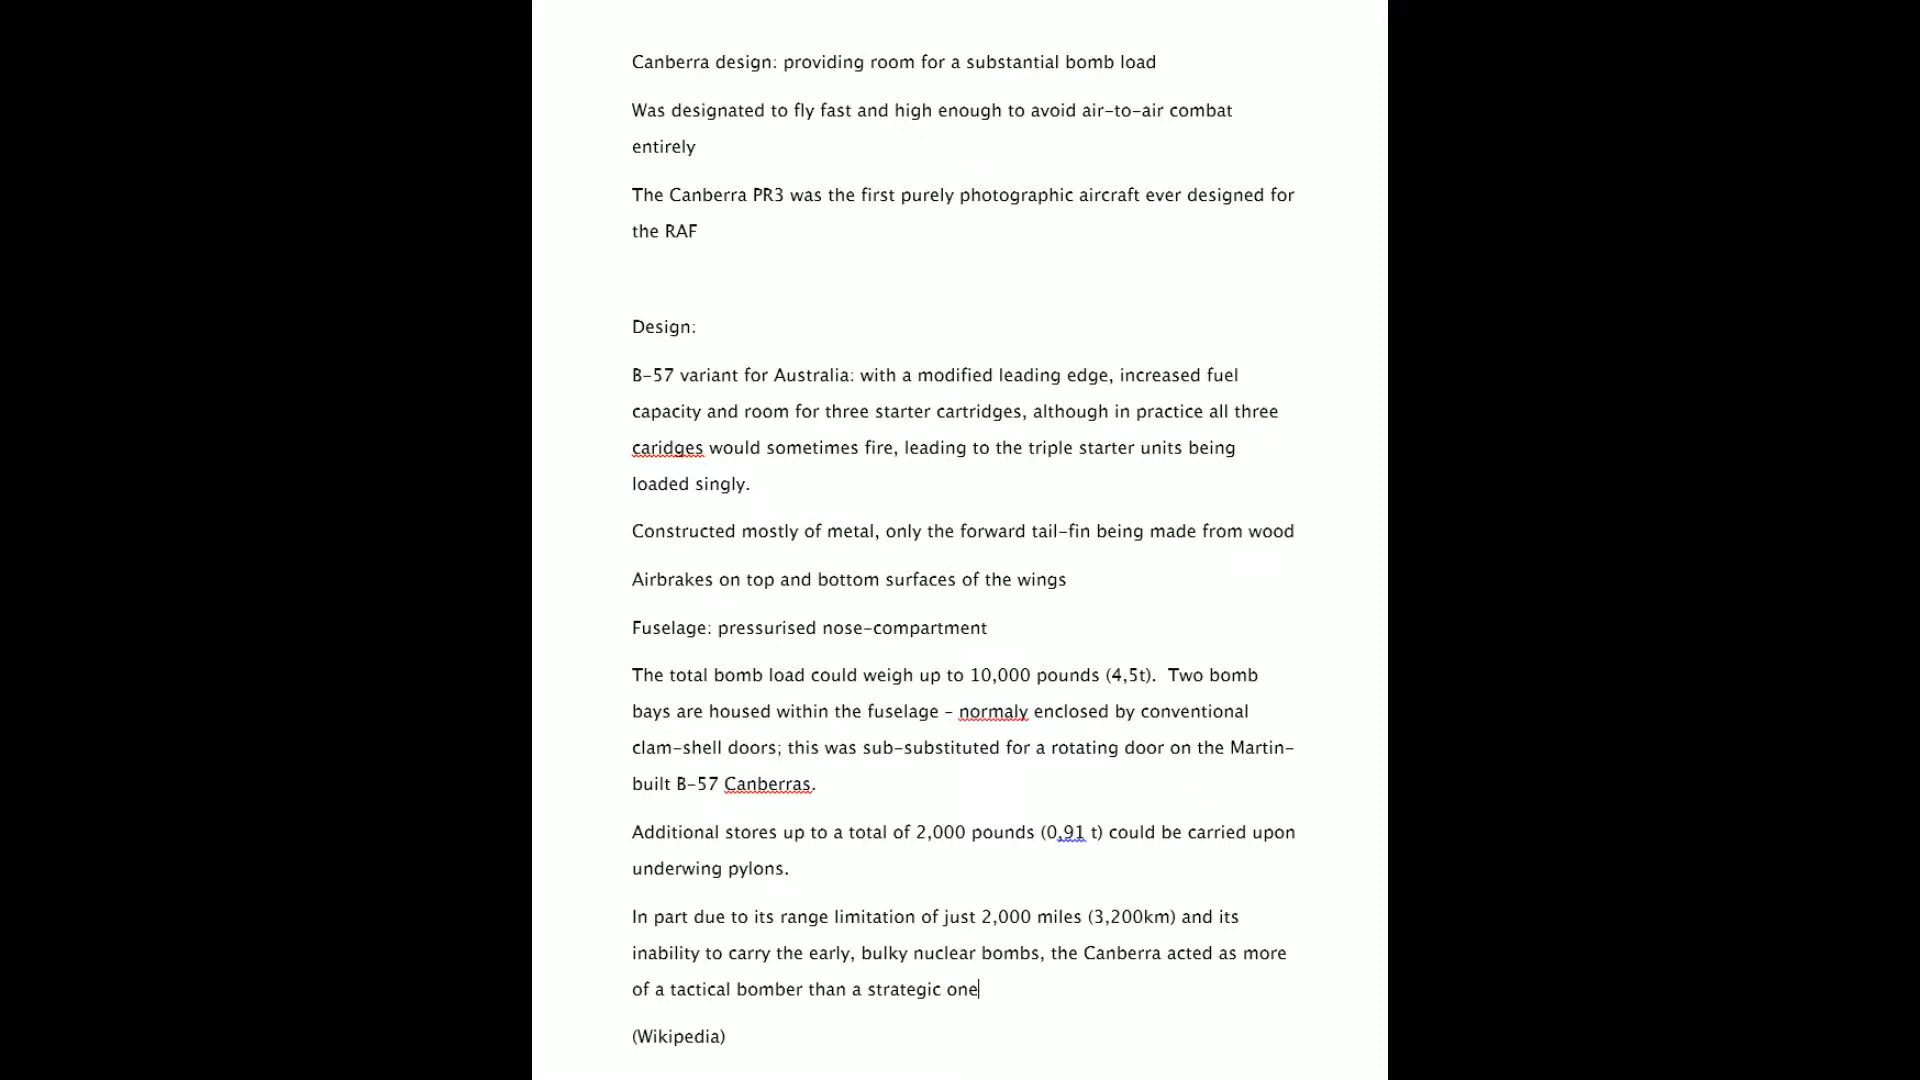 Canberra design: providing room for a substantial bomb load
Was designated to fly fast and high enough to avoid air-to-air combat
entirely
The Canberra PR3 was the first purely photographic aircraft ever designed for
the RAF
Design:
B-57 variant for Australia: with a modified leading edge, increased fuel
capacity and room for three starter cartridges, although in practice all three
caridges would sometimes fire, leading to the triple starter units being
loaded singly.
Constructed mostly of metal, only the forward tail-fin being made from wood
Airbrakes on top and bottom surfaces of the wings
Fuselage: pressurised nose-compartment
The total bomb load could weigh up to 10,000 pounds (4,5t).  Two bomb
bays are housed within the fuselage – normaly enclosed by conventional
clam-shell doors; this was sub-substituted for a rotating door on the Martin-
built B-57 Canberras.
Additional stores up to a total of 2,000 pounds (0,91 t) could be carried upon
underwing pylons.
In part due to its range limitation of just 2,000 miles (3,200km) and its
inability to carry the early, bulky nuclear bombs, the Canberra acted as more
of a tactical bomber than a strategic one
(Wikipedia)